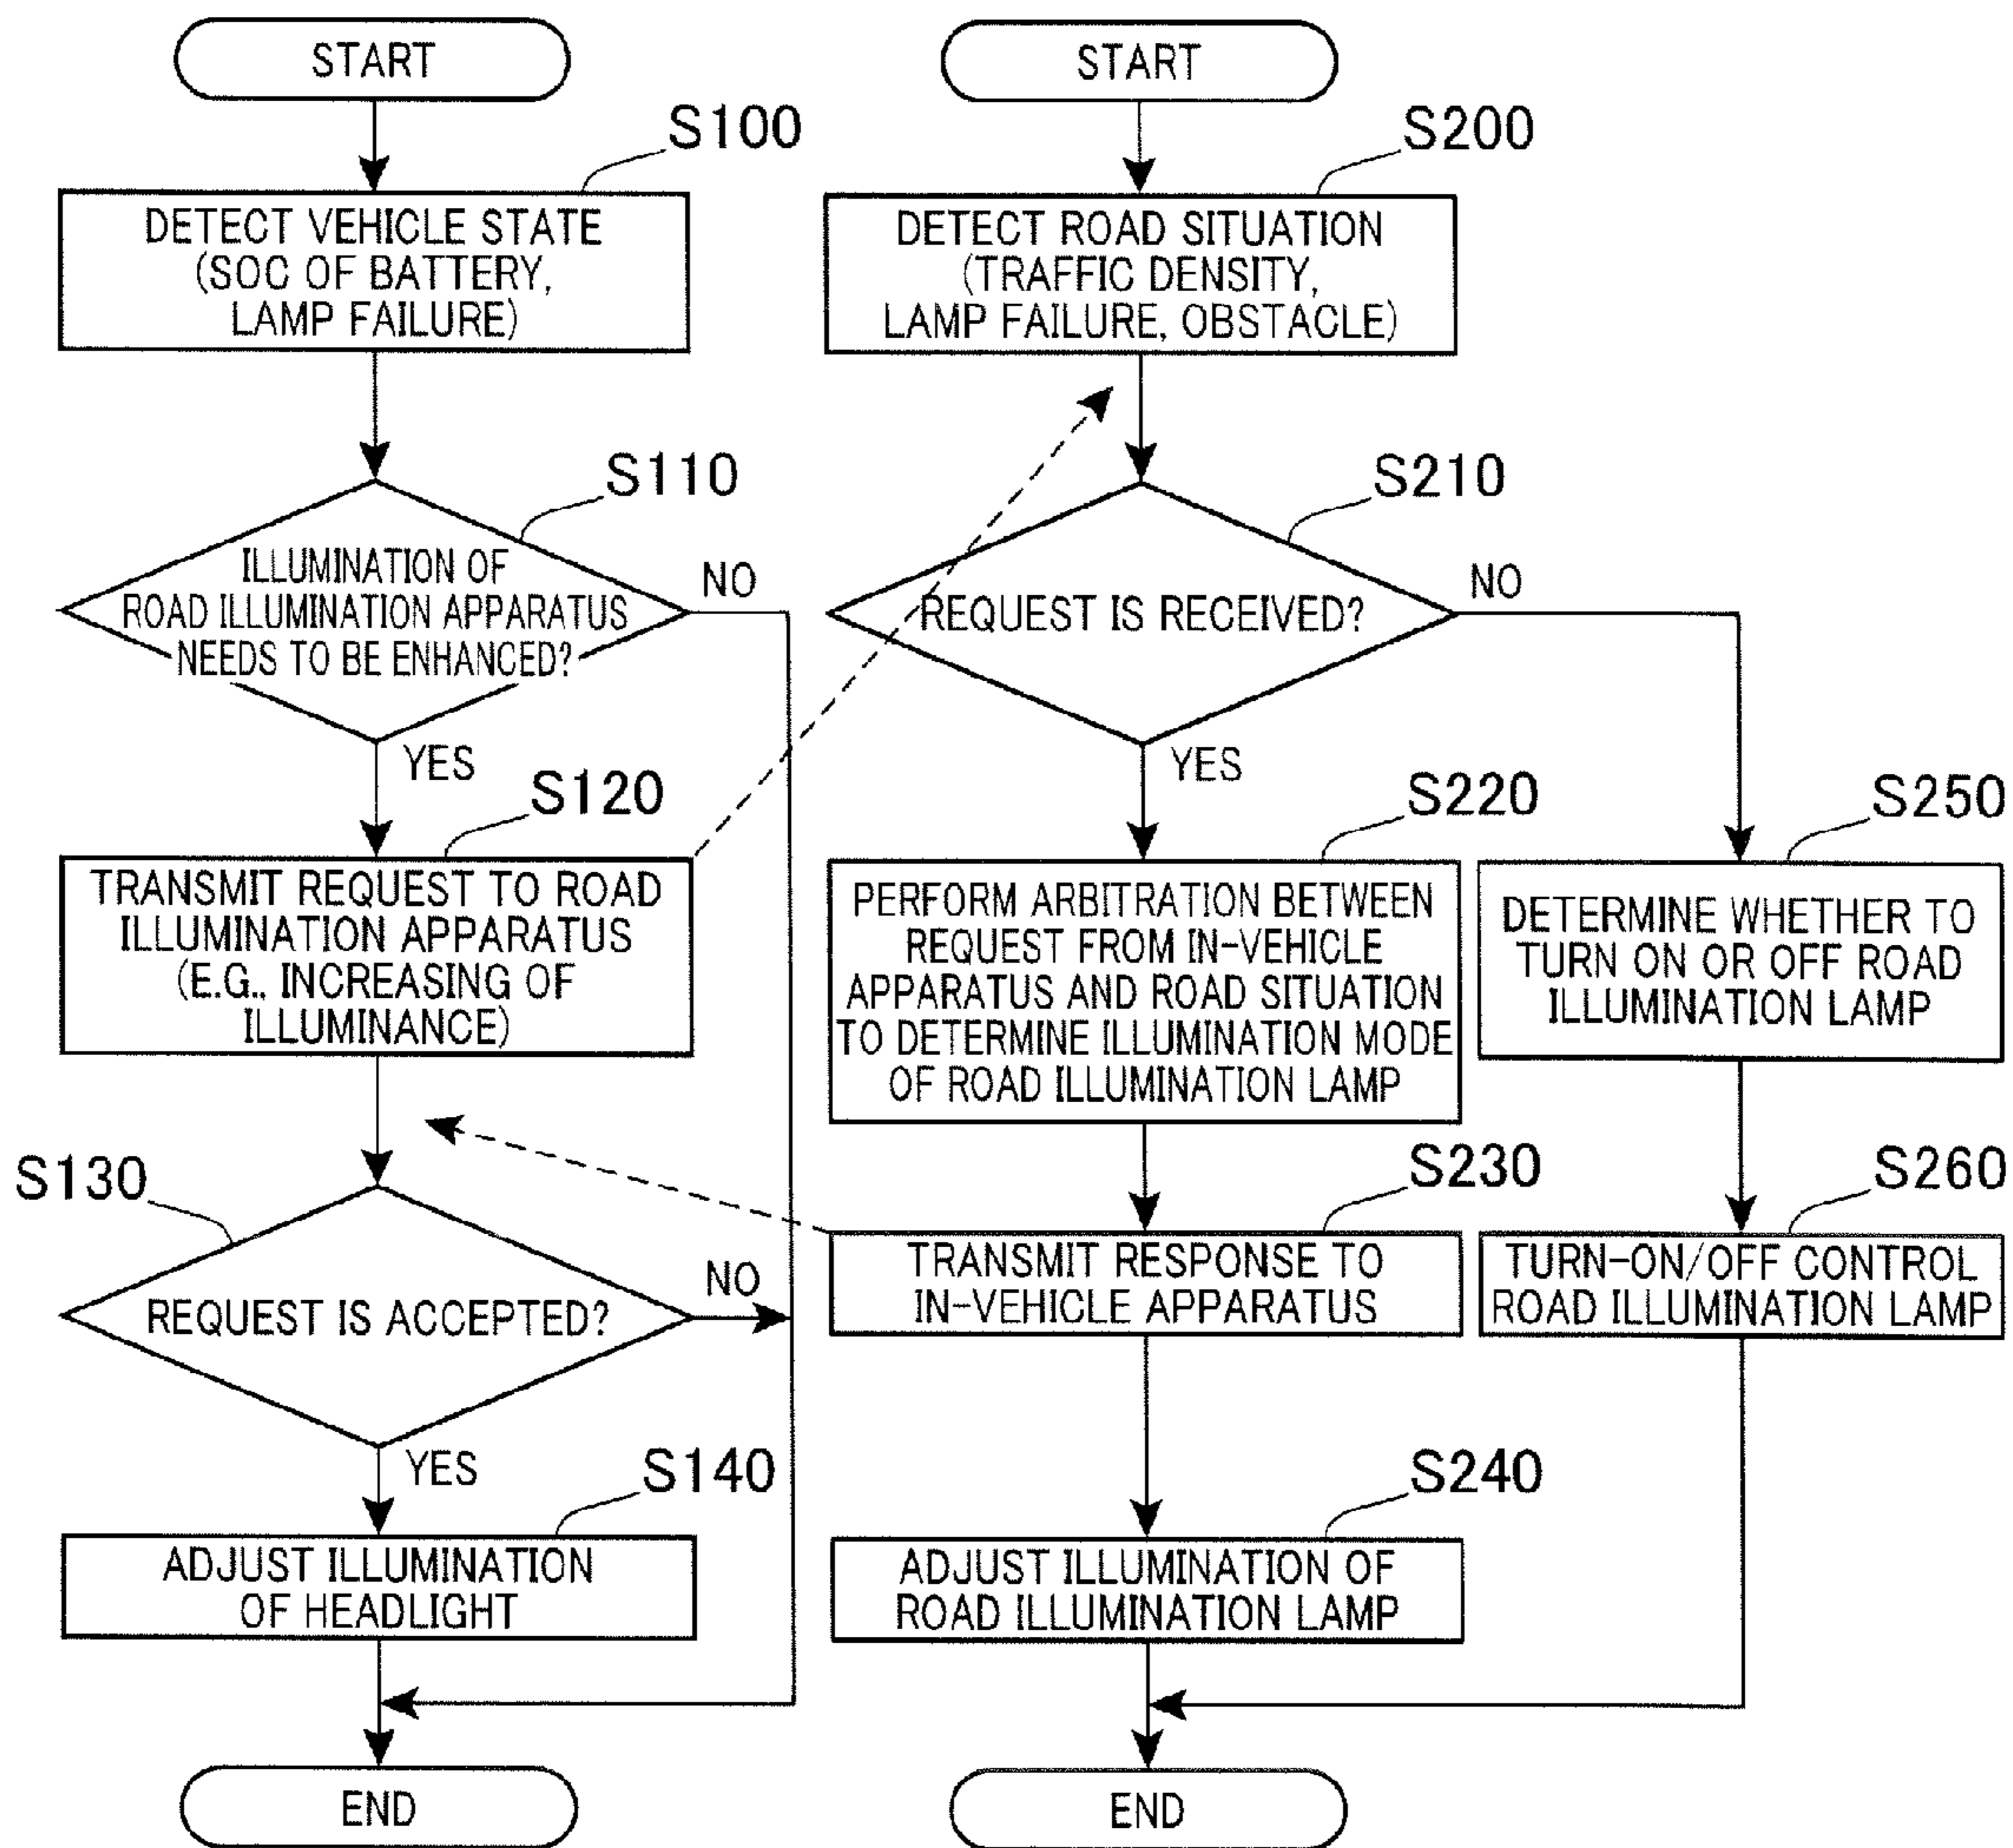 START
S100
DETECT VEHICLE STATE
(SOC OF BATTERY,
LAMP FAILURE)
S110
ILLUMINATION OF
ROAD ILLUMINATION APPARATUS
NEEDS TO BE ENHANCED?
NO
YES
S120
TRANSMIT REQUEST TO ROAD
ILLUMINATION APPARATUS
(E.G., INCREASING OF
ILLUMINANCE)
S130
REQUEST IS ACCEPTED?
NO
YES
S140
ADJUST ILLUMINATION
OF HEADLIGHT
END
START
S200
DETECT ROAD SITUATION
(TRAFFIC DENSITY,
LAMP FAILURE, OBSTACLE)
S210
REQUEST IS RECEIVED?
NO
YES
S220
PERFORM ARBITRATION BETWEEN
REQUEST FROM IN-VEHICLE
APPARATUS AND ROAD SITUATION
TO DETERMINE ILLUMINATION MODE
OF ROAD ILLUMINATION LAMP
S230
TRANSMIT RESPONSE TO
IN-VEHICLE APPARATUS
S240
ADJUST ILLUMINATION OF
ROAD ILLUMINATION LAMP
END
S250
DETERMINE WHETHER TO
TURN ON OR OFF ROAD
ILLUMINATION LAMP
S260
TURN-ON/OFF CONTROL
ROAD ILLUMINATION LAMP